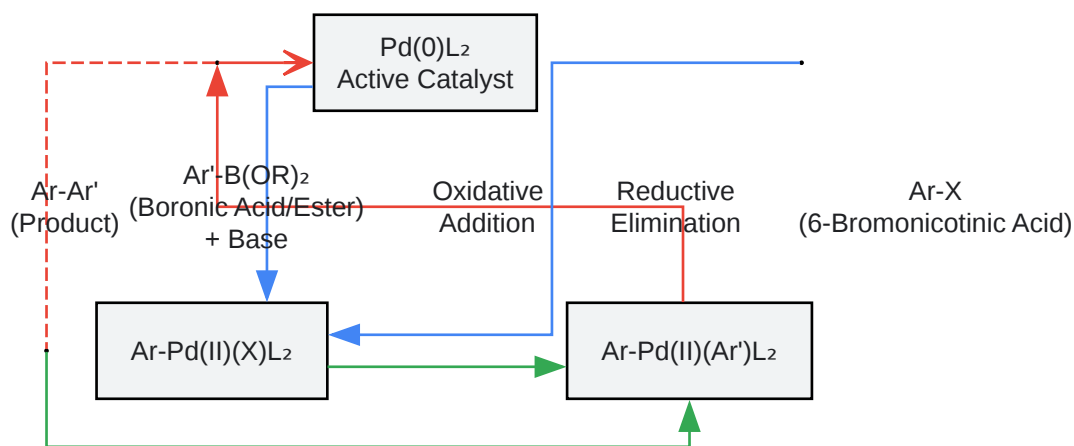 Pd(0)L₂
Active Catalyst
Ar-Ar'
(Product)
Ar'-B(OR)₂
(Boronic Acid/Ester)
+ Base
Oxidative
Addition
Reductive
Elimination
Ar-X
(6-Bromonicotinic Acid)
Ar-Pd(II)(X)L₂
Ar-Pd(II)(Ar')L₂